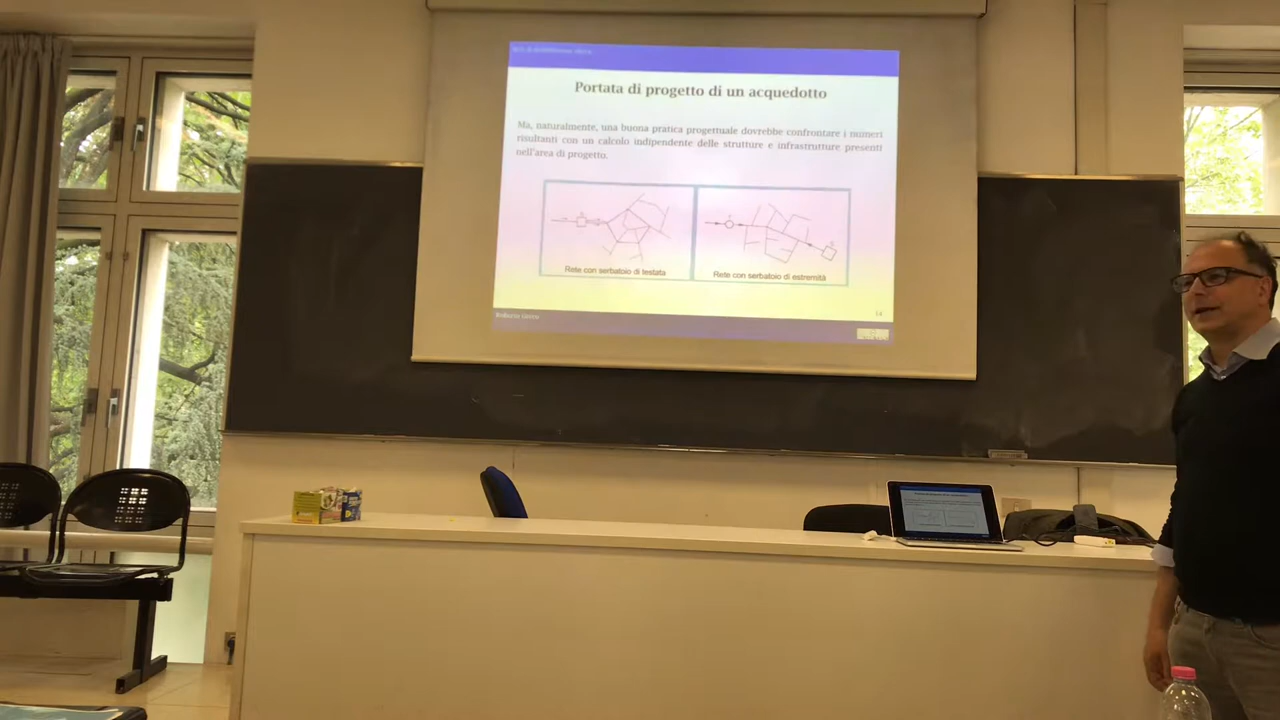 Portata di progetto di un acquedotto
Ma, naturalmente, una buona pratica progettuale dovrebbe confrontare i numeri
risultanti con un calcolo indipendente delle strutture e infrastrutture presenti
nell'area di progetto.
Rete con serbatoio di testata
Rete con serbatoio di estremità
14